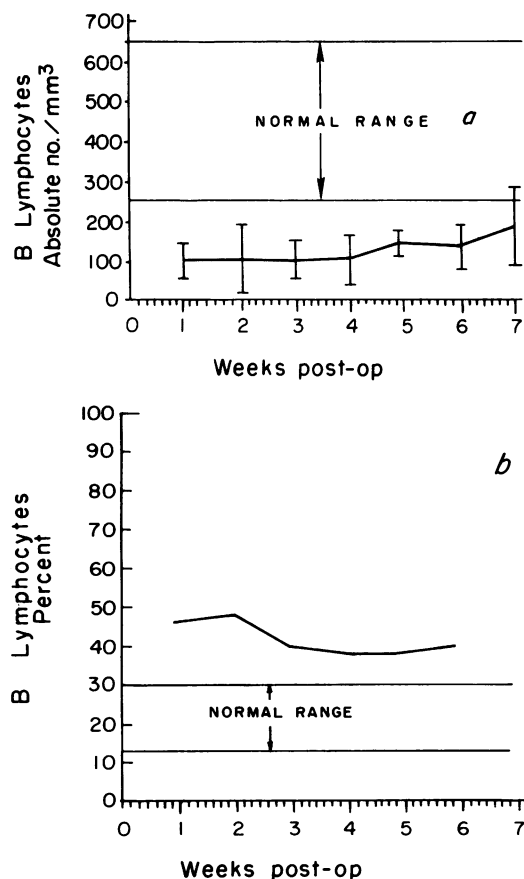 700
600
500
400
300
200
100
0
B Lymphocytes
Absolute no./mm³
NORMAL RANGE
a
0 1 2 3 4 5 6 7
Weeks post-op
100
90
80
70
60
50
40
30
20
10
0
B Lymphocytes
Percent
b
NORMAL RANGE
0 1 2 3 4 5 6 7
Weeks post-op